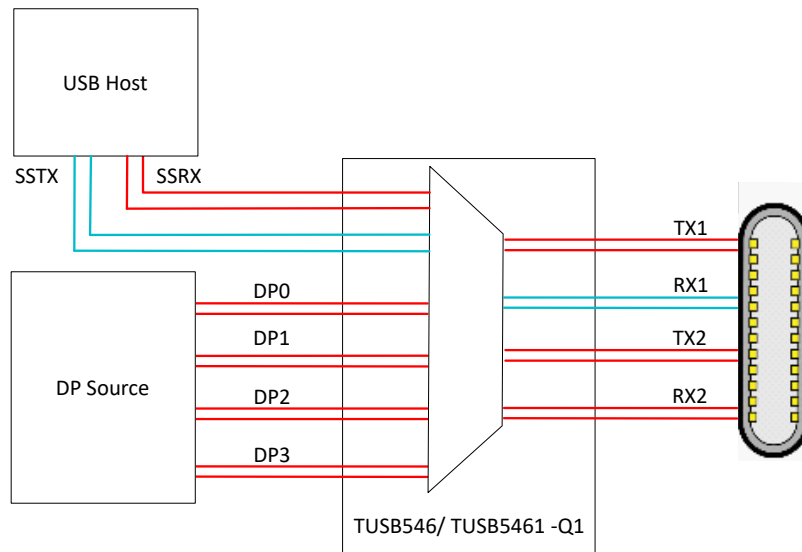 USB Host
SSTX
SSRX
TX1
DP0
RX1
DP1
TX2
DP Source
DP2
RX2
DP3
TUSB546/ TUSB5461 -Q1